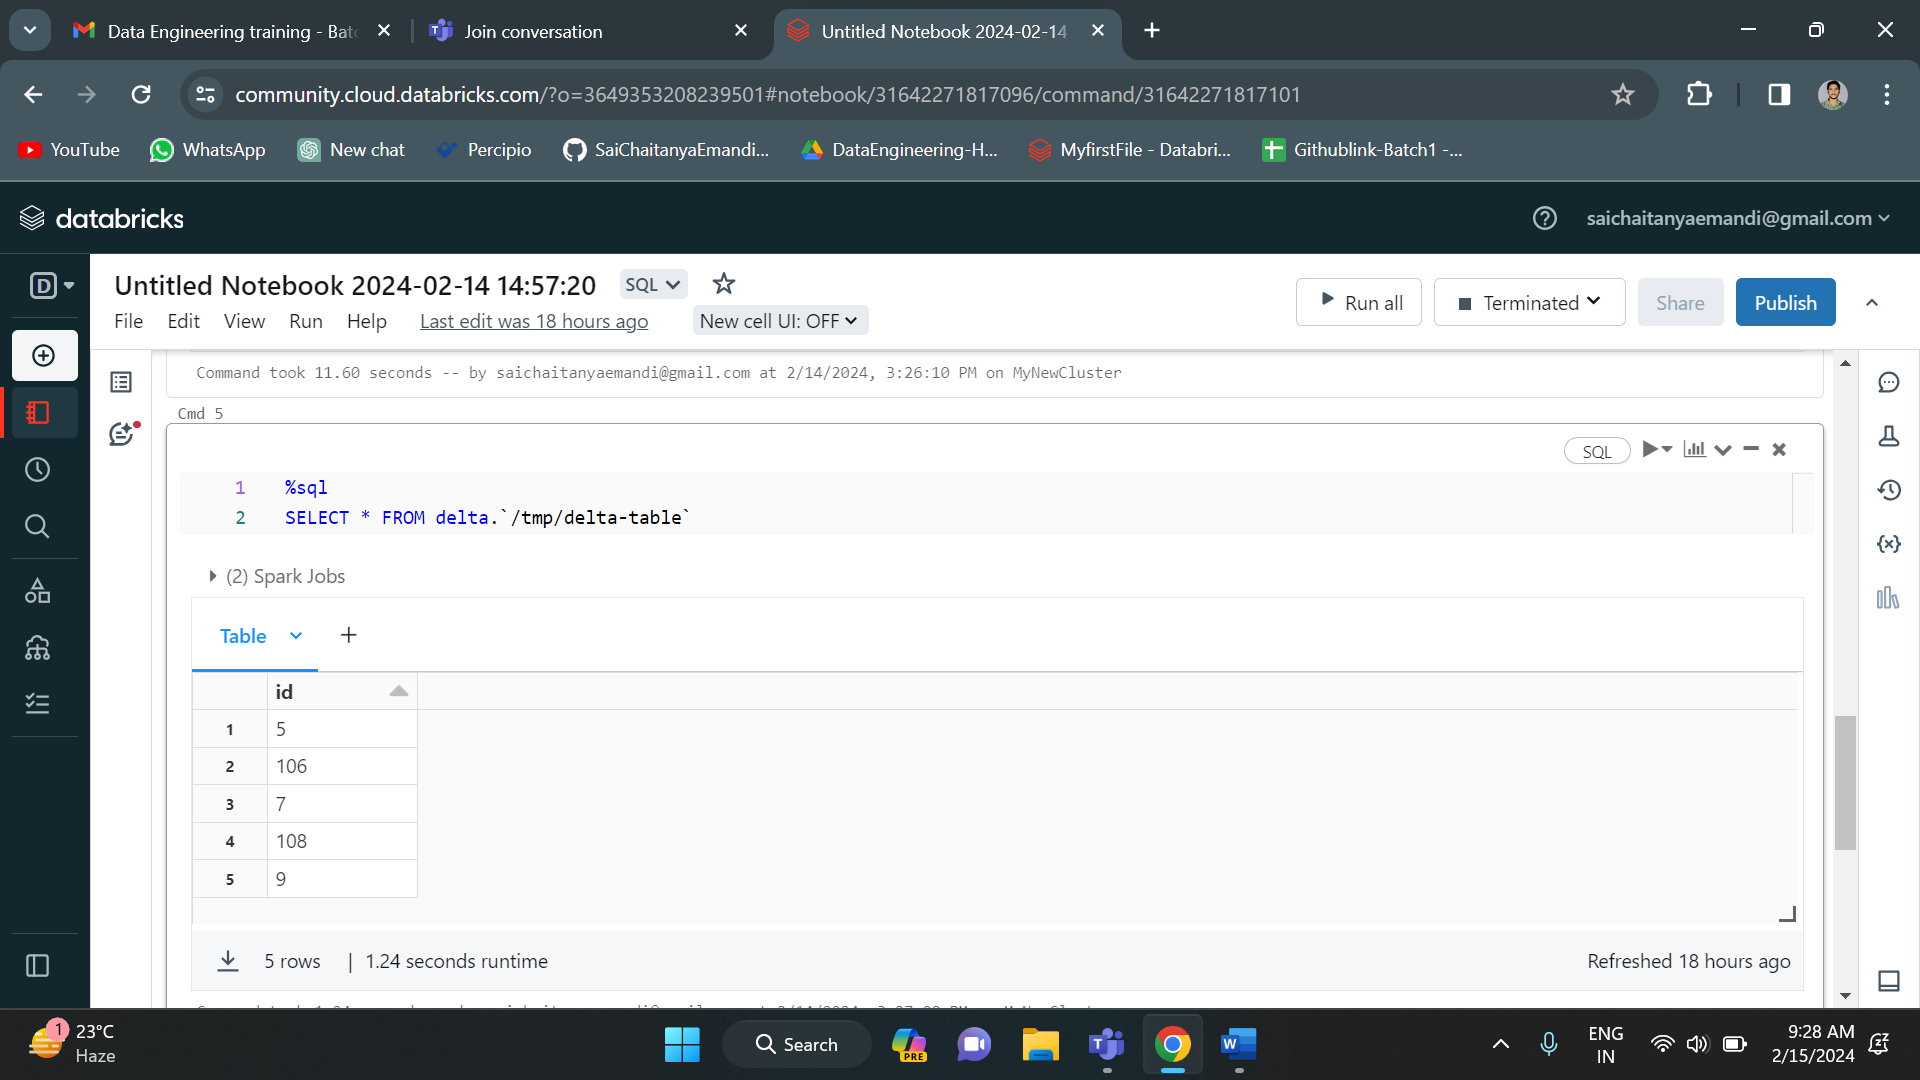 Data Engineering training - Bat
Join conversation
Untitled Notebook 2024-02-14
community.cloud.databricks.com/?o=3649353208239501#notebook/31642271817096/command/31642271817101
YouTube
WhatsApp
New chat
Percipio
SaiChaitanyaEmandi...
DataEngineering-H...
MyfirstFile - Databri...
Githublink-Batch1 -...
databricks
saichaitanyaemandi@gmail.com
D
Untitled Notebook 2024-02-14 14:57:20
SQL
Run all
Terminated
Share
Publish
File Edit View Run Help
Last edit was 18 hours ago
New cell UI: OFF
Command took 11.60 seconds -- by saichaitanyaemandi@gmail.com at 2/14/2024, 3:26:10 PM on MyNewCluster
Cmd 5
SQL
1 %sql
2 SELECT * FROM delta.`/tmp/delta-table`
(2) Spark Jobs
Table
+
id
1 5
2 106
3 7
4 108
5 9
5 rows | 1.24 seconds runtime
Refreshed 18 hours ago
1
23°C
Haze
Search
PRE
ENG
IN
9:28 AM
2/15/2024